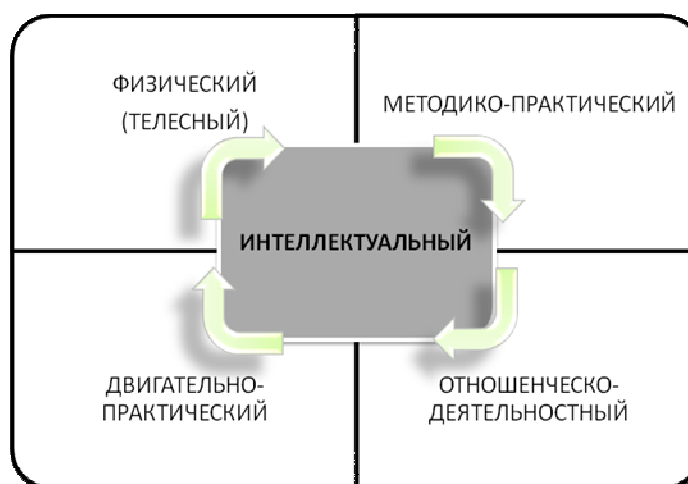 ФИЗИЧЕСКИЙ
(ТЕЛЕСНЫЙ)
МЕТОДИКО-ПРАКТИЧЕСКИЙ
ИНТЕЛЛЕКТУАЛЬНЫЙ
ДВИГАТЕЛЬНО-
ПРАКТИЧЕСКИЙ
ОТНОШЕНЧЕСКО-
ДЕЯТЕЛЬНОСТНЫЙ